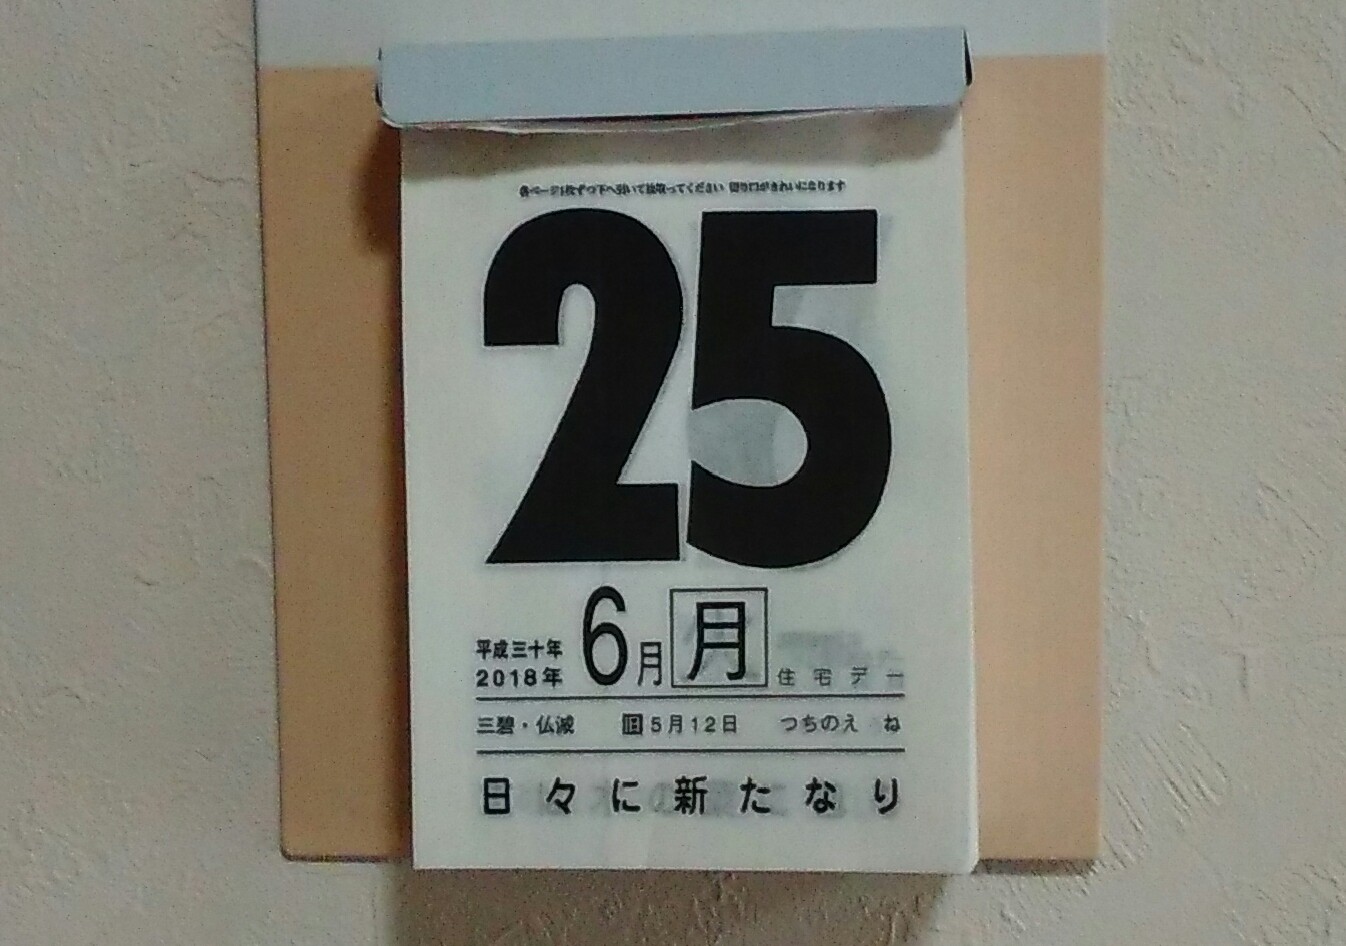 各ページ1枚ずつ下へ引いて抜取ってください 切り口がきれいになります
25
平成三十年
2018年
6月 月 住宅デー
三碧・仏滅 旧5月12日 つちのえ ね
日々に新たなり